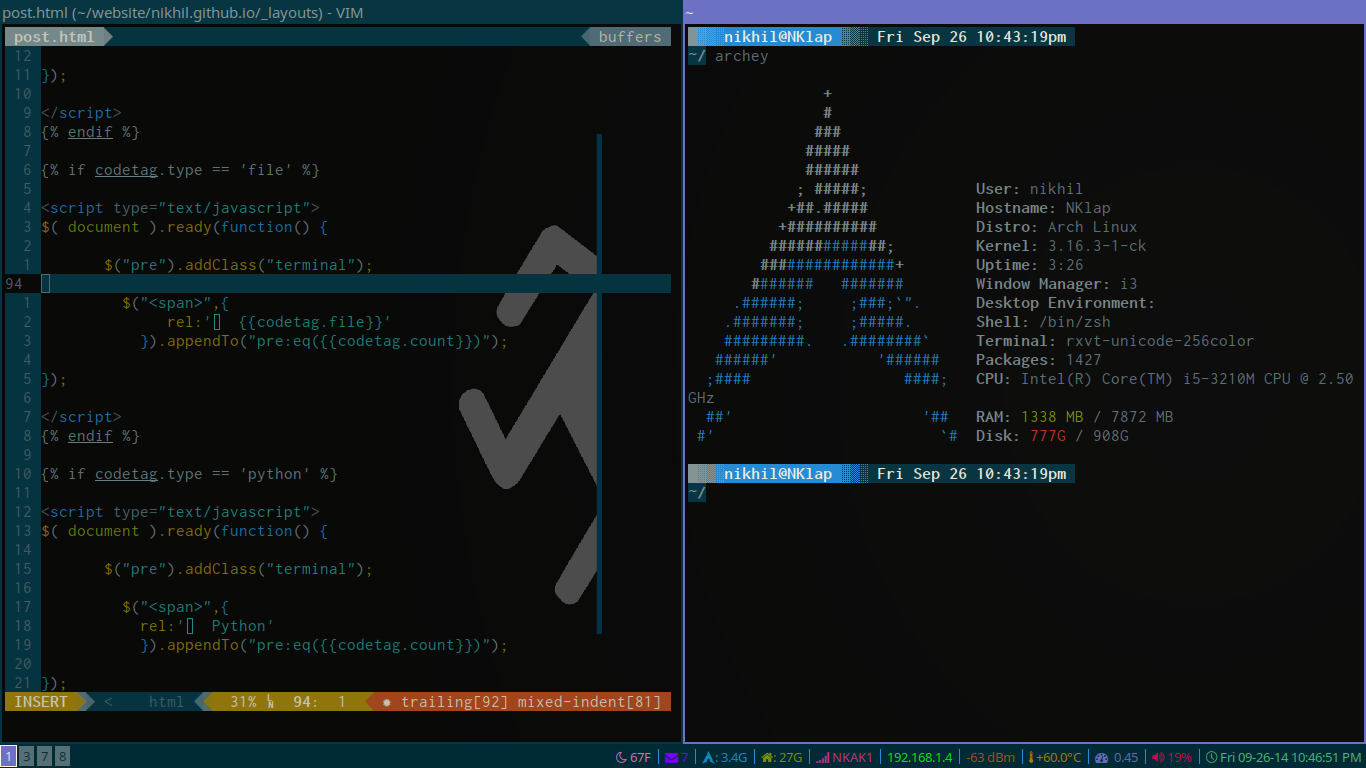 post.html (~/website/nikhil.github.io/_layouts) - VIM
post.html buffers
12
11 });
10
9 </script>
8 {% endif %}
7
6 {% if codetag.type == 'file' %}
5
4 <script type="text/javascript">
3 $( document ).ready(function() {
2
1 $("pre").addClass("terminal");
94
1 $("<span>",{
2 rel:' {{codetag.file}}'
3 }).appendTo("pre:eq({{codetag.count}})");
4
5 });
6
7 </script>
8 {% endif %}
9
10 {% if codetag.type == 'python' %}
11
12 <script type="text/javascript">
13 $( document ).ready(function() {
14
15 $("pre").addClass("terminal");
16
17 $("<span>",{
18 rel:' Python'
19 }).appendTo("pre:eq({{codetag.count}})");
20
21 });
INSERT < html 31% 94: 1 trailing[92] mixed-indent[81]
~
nikhil@NKlap Fri Sep 26 10:43:19pm
~/ archey
+
#
###
#####
######
; #####; User: nikhil
+##.##### Hostname: NKlap
+########## Distro: Arch Linux
#############; Kernel: 3.16.3-1-ck
###############+ Uptime: 3:26
####### ####### Window Manager: i3
.######; ;###;`". Desktop Environment:
.#######; ;#####. Shell: /bin/zsh
#########. .########` Terminal: rxvt-unicode-256color
######' '###### Packages: 1427
;#### ####; CPU: Intel(R) Core(TM) i5-3210M CPU @ 2.50
GHz
##' '## RAM: 1338 MB / 7872 MB
#' `# Disk: 777G / 908G
nikhil@NKlap Fri Sep 26 10:43:19pm
~/
1 3 7 8 67F 7 : 3.4G : 27G NKAK1 192.168.1.4 -63 dBm +60.0°C 0.45 19% Fri 09-26-14 10:46:51 PM